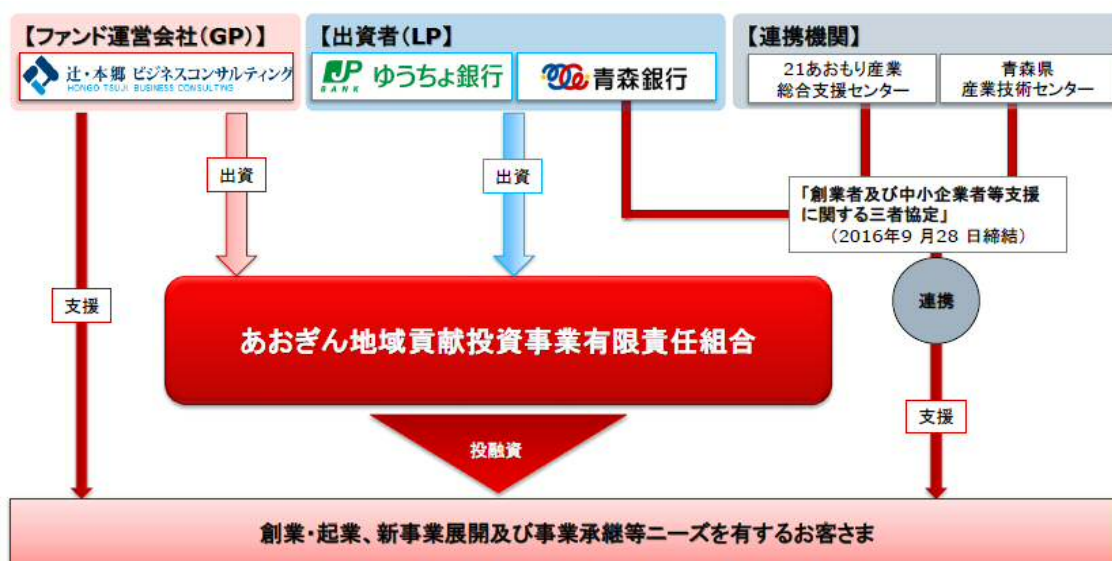 【ファンド運営会社(GP)】
辻・本郷 ビジネスコンサルティング
HONGO TSUJI BUSINESS CONSULTING
【出資者(LP】
JP
BANK
ゆうちょ銀行
青森銀行
【連携機関】
21あおもり産業
総合支援センター
青森県
産業技術センター
出資
出資
「創業者及び中小企業者等支援
に関する三者協定」
（2016年9 月28 日締結）
支援
連携
あおぎん地域貢献投資事業有限責任組合
支援
投融資
創業・起業、新事業展開及び事業承継等ニーズを有するお客さま